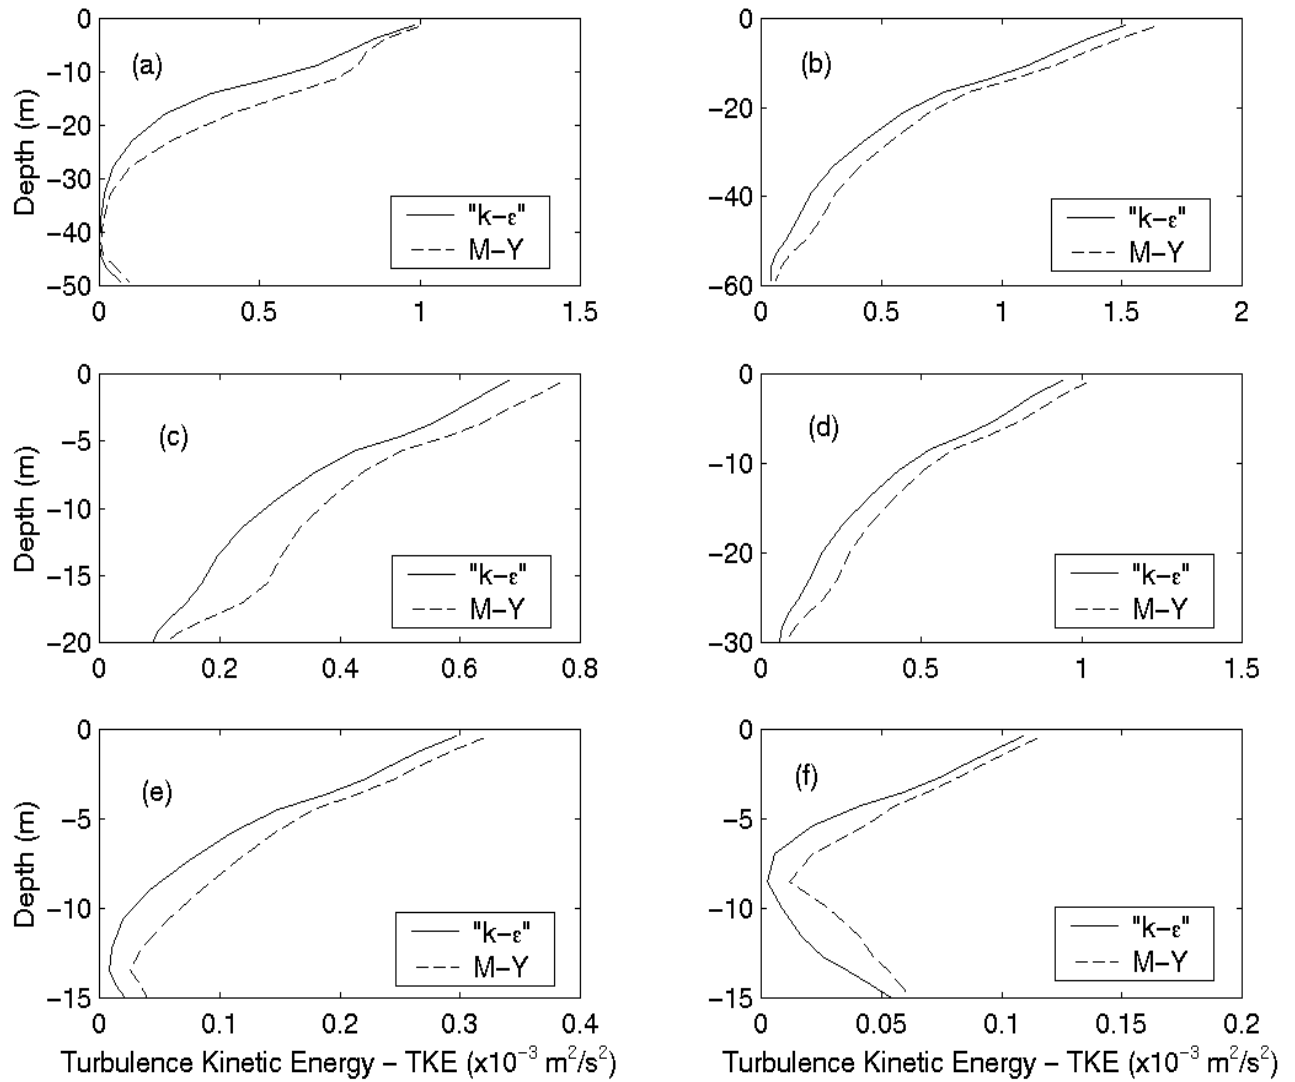 0
−10
−20
−30
−40
−50
Depth (m)
(a)
"k−ε"
M−Y
0
0.5
1
1.5
0
−20
−40
−60
(b)
"k−ε"
M−Y
0
0.5
1
1.5
2
0
−5
−10
−15
−20
Depth (m)
(c)
"k−ε"
M−Y
0
0.2
0.4
0.6
0.8
0
−10
−20
−30
(d)
"k−ε"
M−Y
0
0.5
1
1.5
0
−5
−10
−15
Depth (m)
(e)
"k−ε"
M−Y
0
0.1
0.2
0.3
0.4
Turbulence Kinetic Energy − TKE (x10⁻³ m²/s²)
0
−5
−10
−15
(f)
"k−ε"
M−Y
0
0.05
0.1
0.15
0.2
Turbulence Kinetic Energy − TKE (x10⁻³ m²/s²)